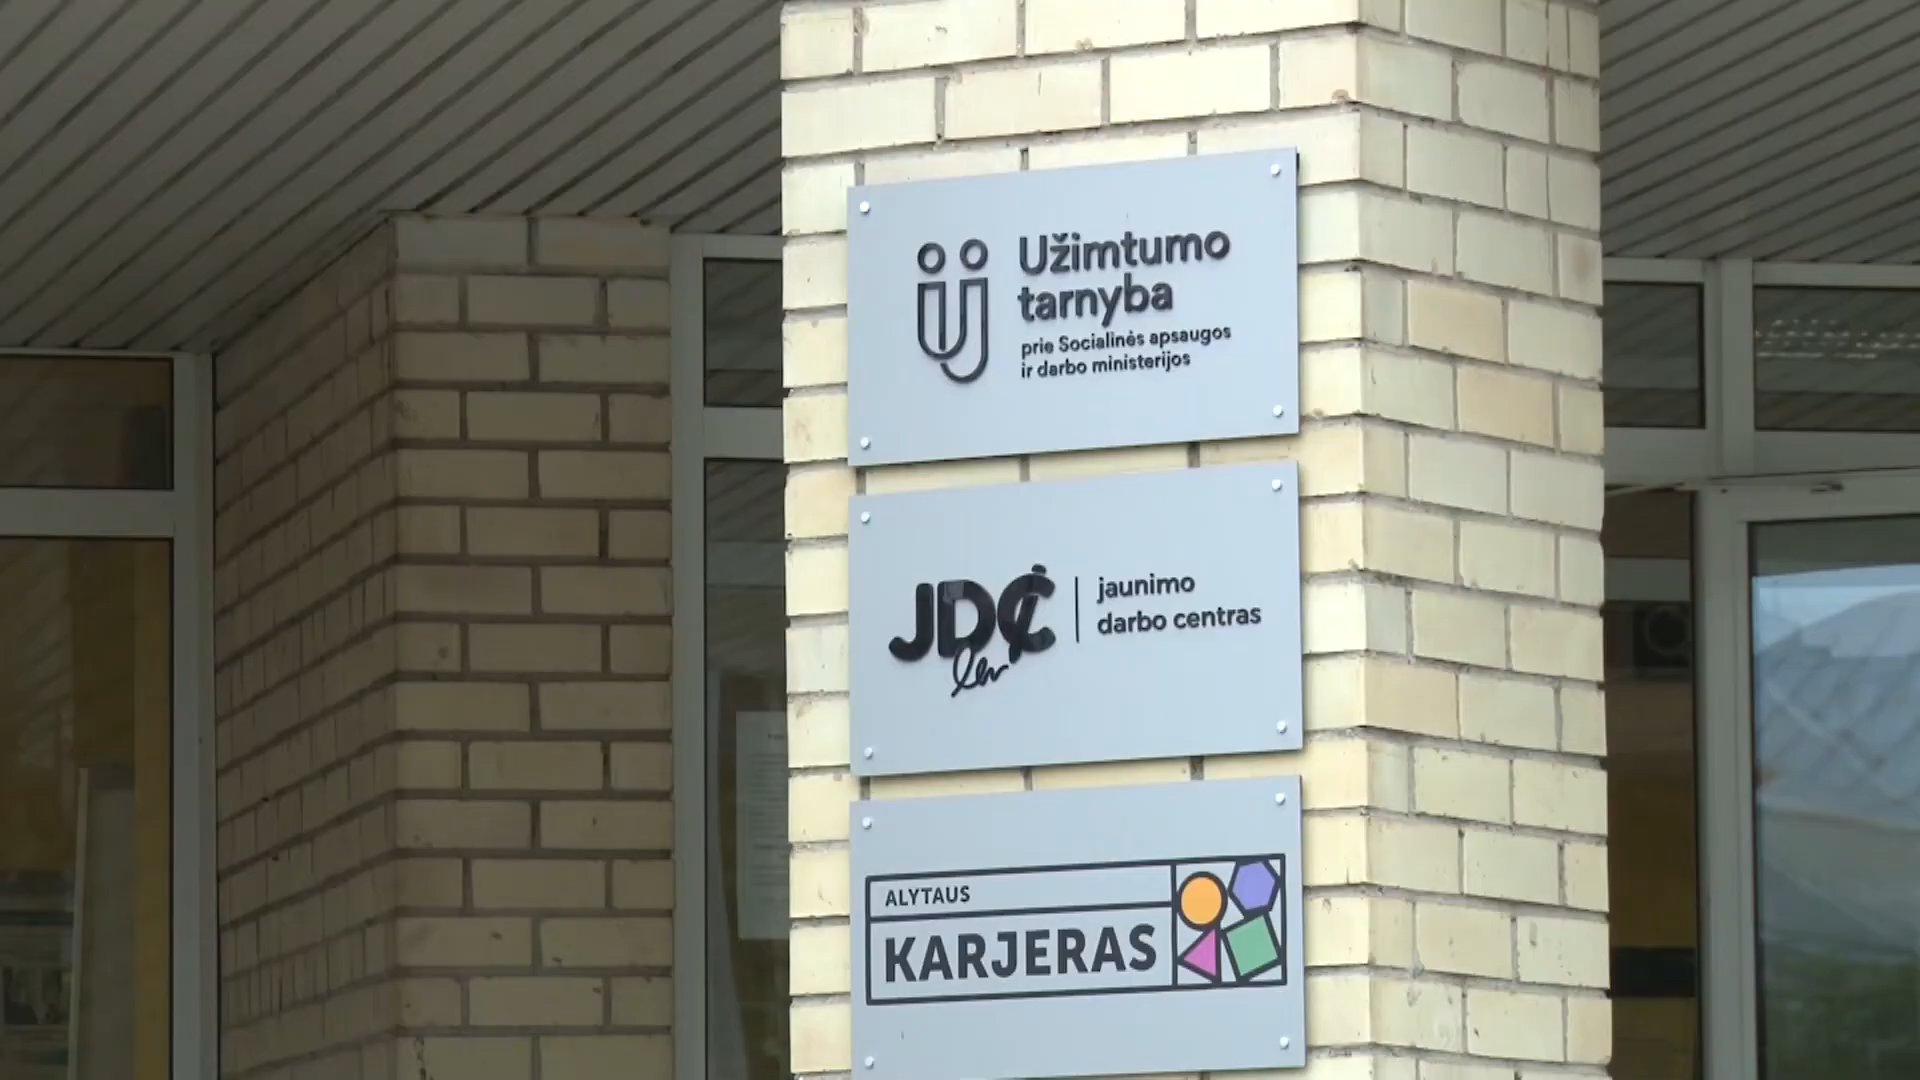 Užimtumo
tarnyba
prie Socialinės apsaugos
ir darbo ministerijos
JDC
jaunimo
darbo centras
ALYTAUS
KARJERAS